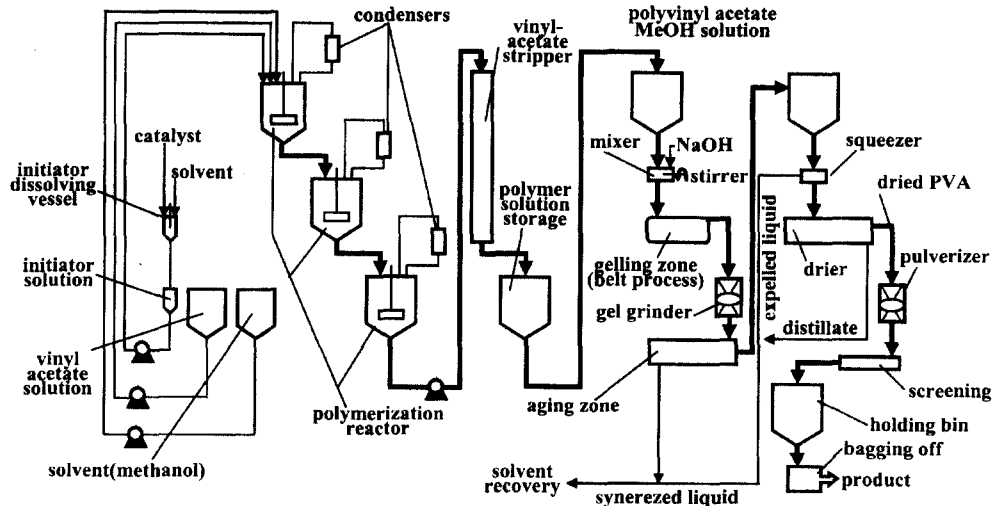 condensers
vinyl-
acetate
stripper
polyvinyl acetate
MeOH solution
catalyst
solvent
initiator
dissolving
vessel
initiator
solution
vinyl
acetate
solution
solvent(methanol)
polymerization
reactor
polymer
solution
storage
mixer
NaOH
stirrer
gelling zone
(belt process)
gel grinder
aging zone
solvent
recovery
synerezed liquid
expelled liquid
distillate
squeezer
dried PVA
drier
pulverizer
screening
holding bin
bagging off
product